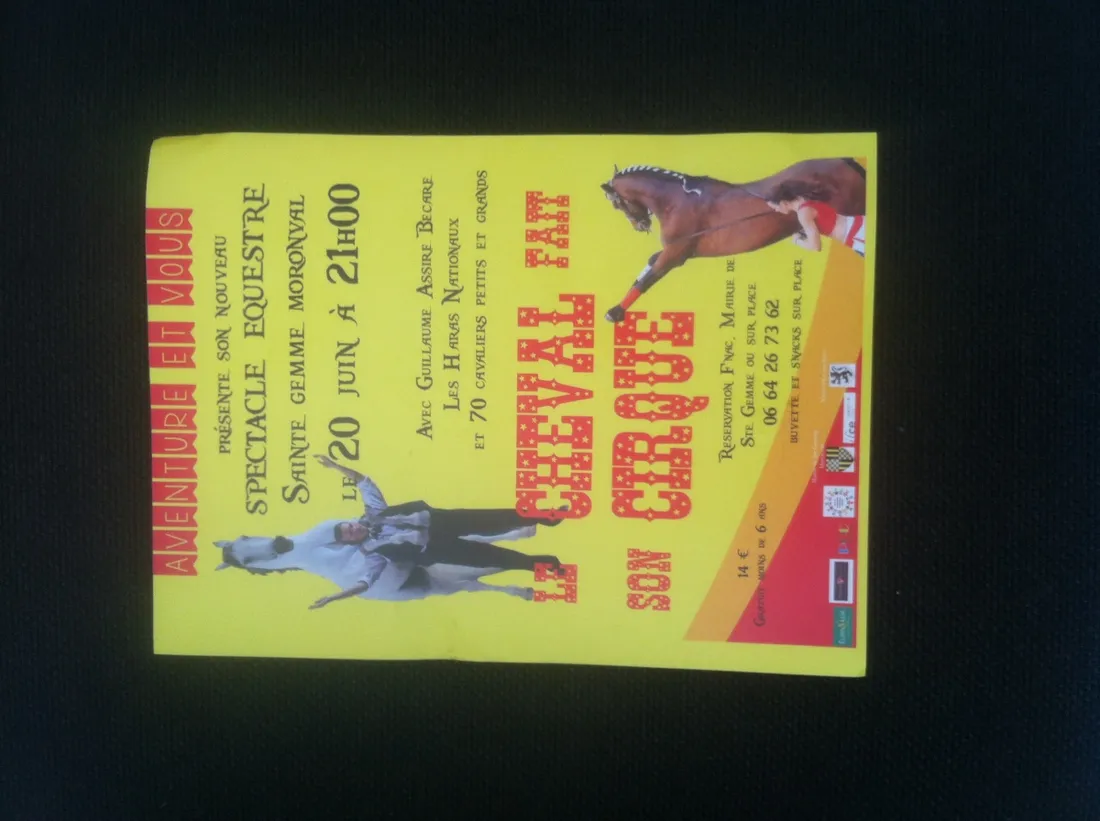 AVENTURE ET VOUS
PRÉSENTE SON NOUVEAU
SPECTACLE EQUESTRE
SAINTE GEMME MORONVAL
LE 20 JUIN À 21H00
AVEC GUILLAUME ASSIRE BECARE
LES HARAS NATIONAUX
ET 70 CAVALIERS PETITS ET GRANDS
LE CHEVAL FAIT
SON CIRQUE
RESERVATION FNAC, MAIRIE DE
STE GEMME OU SUR PLACE
06 64 26 73 62
BUVETTE ET SNACKS SUR PLACE
14 €
GRATUIT MOINS DE 6 ANS